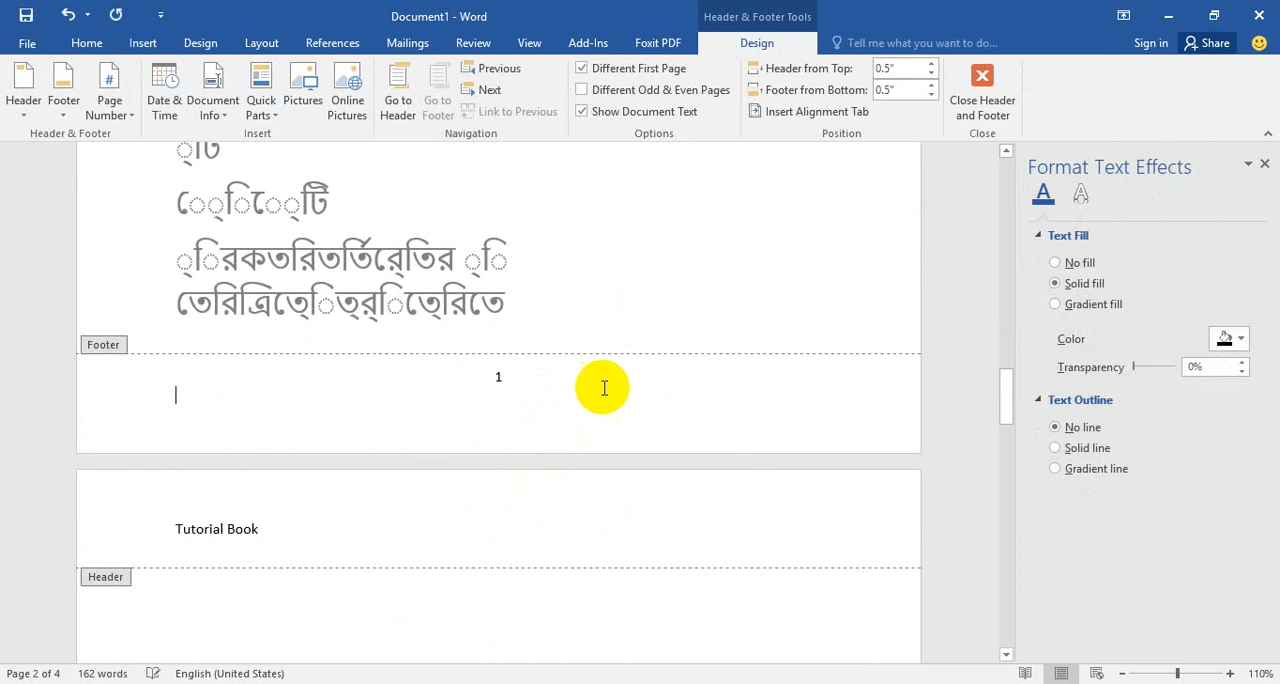 Document1 - Word
Header & Footer Tools
File Home Insert Design Layout References Mailings Review View Add-Ins Foxit PDF Design Tell me what you want to do... Sign in Share
Header Footer Page Number
Date & Time Document Info Quick Parts Pictures Online Pictures
Go to Header Go to Footer Previous Next Link to Previous
Different First Page
Different Odd & Even Pages
Show Document Text
Header from Top: 0.5"
Footer from Bottom: 0.5"
Insert Alignment Tab
Close Header and Footer
Header & Footer Insert Navigation Options Position Close
Footer
1
Tutorial Book
Header
Format Text Effects
Text Fill
No fill
Solid fill
Gradient fill
Color
Transparency 0%
Text Outline
No line
Solid line
Gradient line
Page 2 of 4 162 words English (United States) 110%